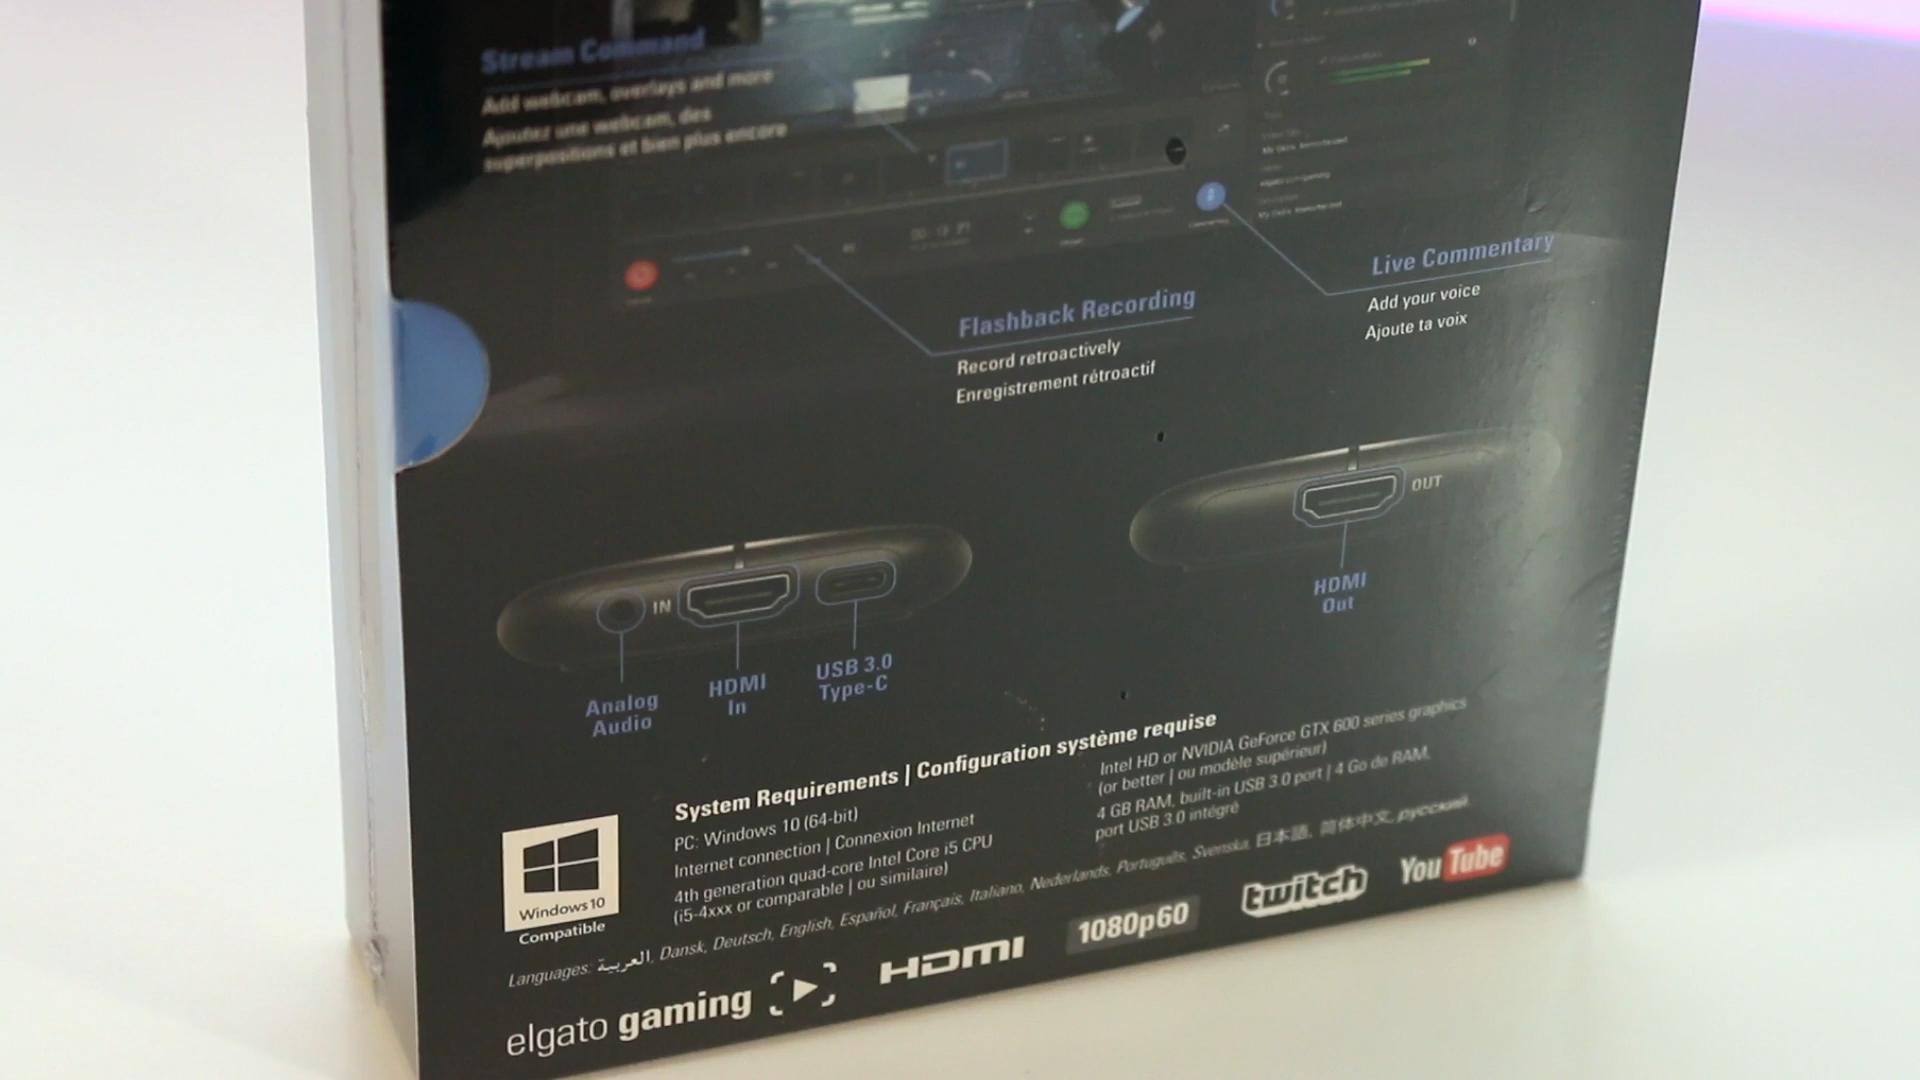 Stream Command
Add webcam, overlays and more
Ajoutez une webcam, des
superpositions et bien plus encore
Live Commentary
Add your voice
Ajoute ta voix
Flashback Recording
Record retroactively
Enregistrement rétroactif
OUT
HDMI
Out
IN
Analog
Audio
HDMI
In
USB 3.0
Type-C
System Requirements | Configuration système requise
PC: Windows 10 (64-bit)
Internet connection | Connexion Internet
4th generation quad-core Intel Core i5 CPU
(i5-4xxx or comparable | ou similaire)
Intel HD or NVIDIA GeForce GTX 600 series graphics
(or better | ou modèle supérieur)
4 GB RAM, built-in USB 3.0 port | 4 Go de RAM,
port USB 3.0 intégré
Windows 10
Compatible
Languages: العربية, Dansk, Deutsch, English, Español, Français, Italiano, Nederlands, Português, Svenska, 日本語, 简体中文, русский
elgato gaming
HDMI
1080p60
twitch
YouTube